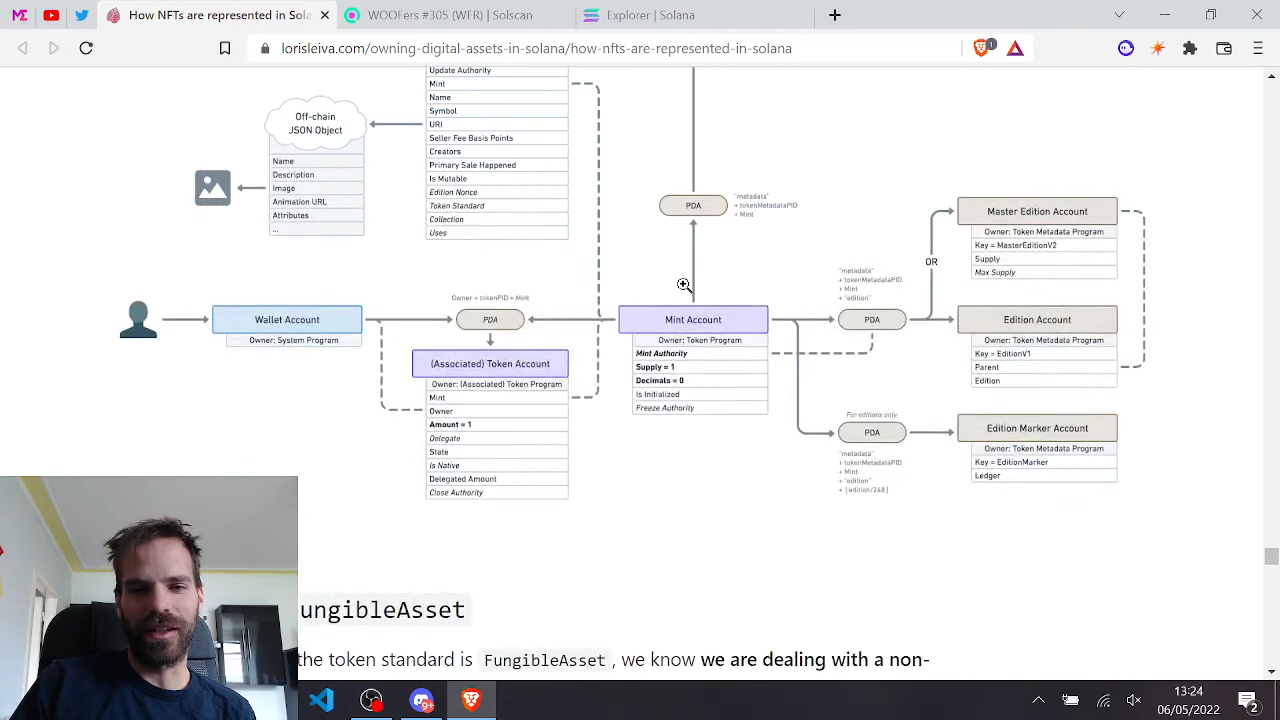 How NFTs are represented in
WOOFers #305 (WFR) | Solana
Explorer | Solana
lorisleiva.com/owning-digital-assets-in-solana/how-nfts-are-represented-in-solana
1
Update Authority
Mint
Name
Symbol
URI
Seller Fee Basis Points
Creators
Primary Sale Happened
Is Mutable
Edition Nonce
Token Standard
Collection
Uses
Off-chain
JSON Object
Name
Description
Image
Animation URL
Attributes
...
PDA
"metadata"
+ tokenMetadataPID
+ Mint
Master Edition Account
Owner: Token Metadata Program
Key = MasterEditionV2
Supply
Max Supply
OR
"metadata"
+ tokenMetadataPID
+ Mint
+ "edition"
Wallet Account
Owner: System Program
Owner + tokenPID + Mint
PDA
Mint Account
Owner: Token Program
Mint Authority
Supply = 1
Decimals = 0
Is Initialized
Freeze Authority
PDA
Edition Account
Owner: Token Metadata Program
Key = EditionV1
Parent
Edition
(Associated) Token Account
Owner: (Associated) Token Program
Mint
Owner
Amount = 1
Delegate
State
Is Native
Delegated Amount
Close Authority
For editions only
PDA
"metadata"
+ tokenMetadataPID
+ Mint
+ "edition"
+ ⌊edition/248⌋
Edition Marker Account
Owner: Token Metadata Program
Key = EditionMarker
Ledger
ungibleAsset
the token standard is FungibleAsset, we know we are dealing with a non-
9+
13:24
06/05/2022
2